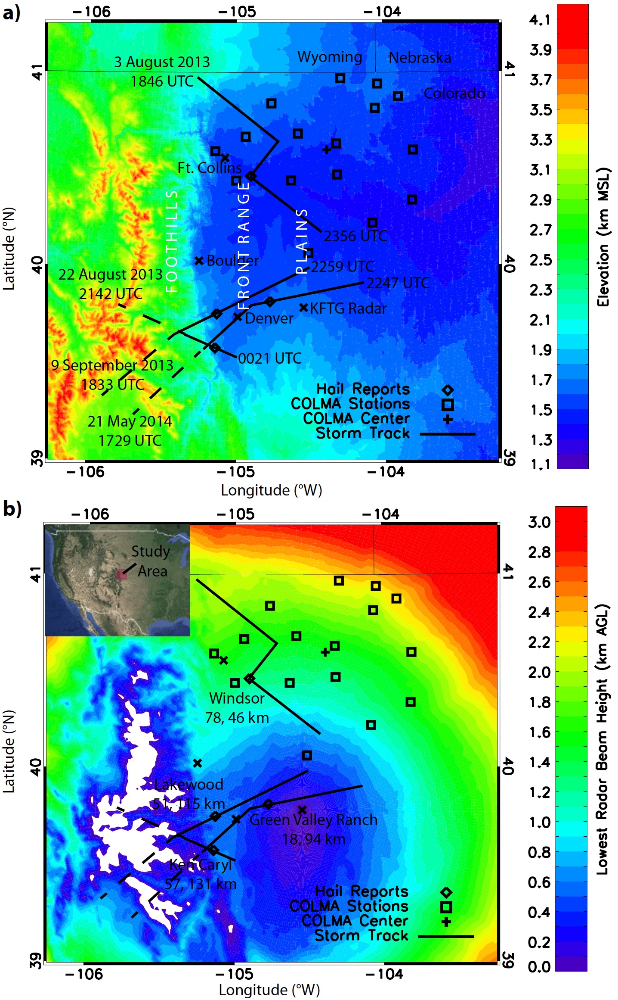 a)
-106
-105
-104
4.1
3.9
3.7
3.5
3.3
3.1
2.9
2.7
2.5
2.3
2.1
1.9
1.7
1.5
1.3
1.1
Elevation (km MSL)
Wyoming
Nebraska
Colorado
3 August 2013
1846 UTC
41
41
Ft. Collins
FOOTHILLS
FRONT RANGE
PLAINS
2356 UTC
Boulder
2259 UTC
40
40
Latitude (°N)
22 August 2013
2142 UTC
2247 UTC
KFTG Radar
Denver
0021 UTC
9 September 2013
1833 UTC
21 May 2014
1729 UTC
Hail Reports
COLMA Stations
COLMA Center
Storm Track
39
39
-106
-105
-104
Longitude (°W)
b)
-106
-105
-104
Study
Area
41
41
3.0
2.8
2.6
2.4
2.2
2.0
1.8
1.6
1.4
1.2
1.0
0.8
0.6
0.4
0.2
0.0
Lowest Radar Beam Height (km AGL)
Windsor
78, 46 km
Latitude (°N)
40
40
Lakewood
51, 115 km
Green Valley Ranch
18, 94 km
Ken Caryl
57, 131 km
Hail Reports
COLMA Stations
COLMA Center
Storm Track
39
39
-106
-105
-104
Longitude (°W)